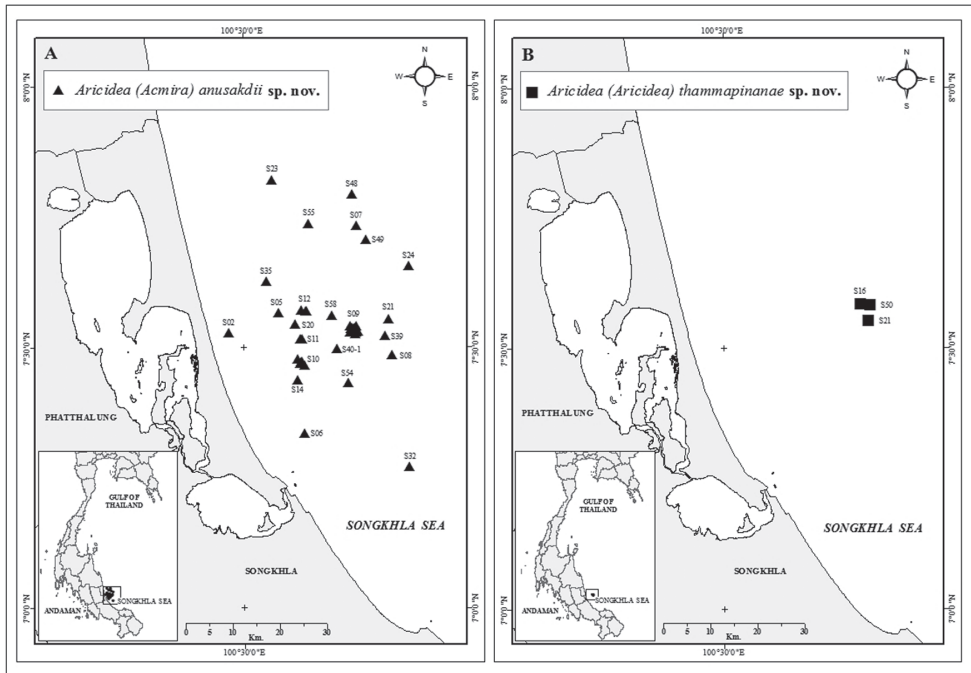 100°30'0"E
A
N
W E
S
▲ Aricidea (Acmira) anusakdii sp. nov.
8°0'0"N
S23
S48
S55
S07
S49
S24
S35
S05
S12
S58
S09
S21
S02
S20
S11
S39
7°30'0"N
S40-1
S08
S10
S14
S54
PHATTHALUNG
S06
S32
GULF OF
THAILAND
SONGKHLA SEA
SONGKHLA
ANDAMAN
SONGKHLA SEA
7°0'0"N
0 5 10 20 30
Km.
100°30'0"E
100°30'0"E
B
N
W E
S
■ Aricidea (Aricidea) thammapinanae sp. nov.
8°0'0"N
S16
S50
S21
7°30'0"N
PHATTHALUNG
GULF OF
THAILAND
SONGKHLA SEA
SONGKHLA
ANDAMAN
SONGKHLA SEA
7°0'0"N
0 5 10 20 30
Km.
100°30'0"E